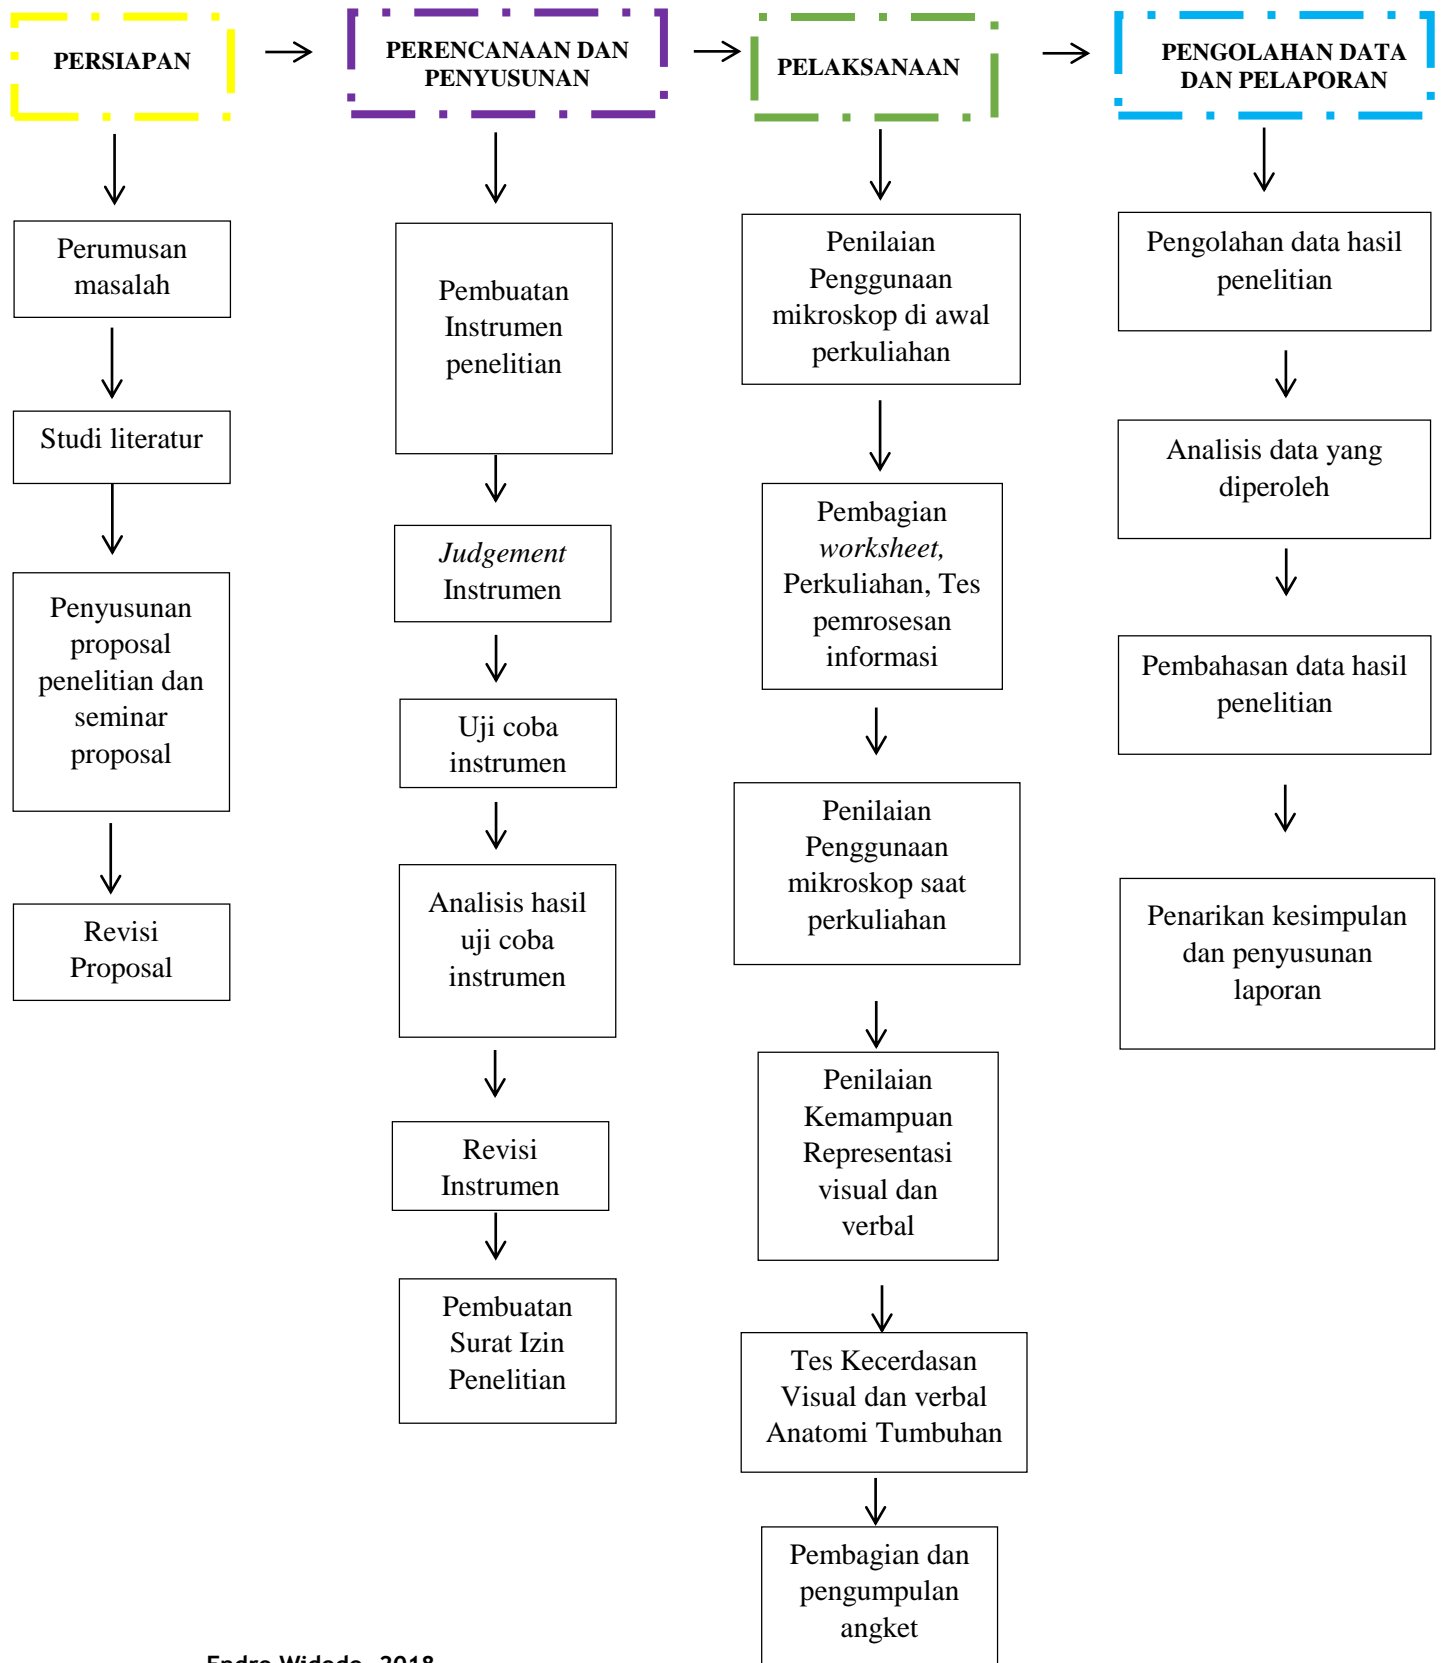 PERSIAPAN
PERENCANAAN DAN
PENYUSUNAN
PELAKSANAAN
PENGOLAHAN DATA
DAN PELAPORAN
Perumusan
masalah
Studi literatur
Penyusunan
proposal
penelitian dan
seminar
proposal
Revisi
Proposal
Pembuatan
Instrumen
penelitian
Judgement
Instrumen
Uji coba
instrumen
Analisis hasil
uji coba
instrumen
Revisi
Instrumen
Pembuatan
Surat Izin
Penelitian
Penilaian
Penggunaan
mikroskop di awal
perkuliahan
Pembagian
worksheet,
Perkuliahan, Tes
pemrosesan
informasi
Penilaian
Penggunaan
mikroskop saat
perkuliahan
Penilaian
Kemampuan
Representasi
visual dan
verbal
Tes Kecerdasan
Visual dan verbal
Anatomi Tumbuhan
Pembagian dan
pengumpulan
angket
Pengolahan data hasil
penelitian
Analisis data yang
diperoleh
Pembahasan data hasil
penelitian
Penarikan kesimpulan
dan penyusunan
laporan
2018